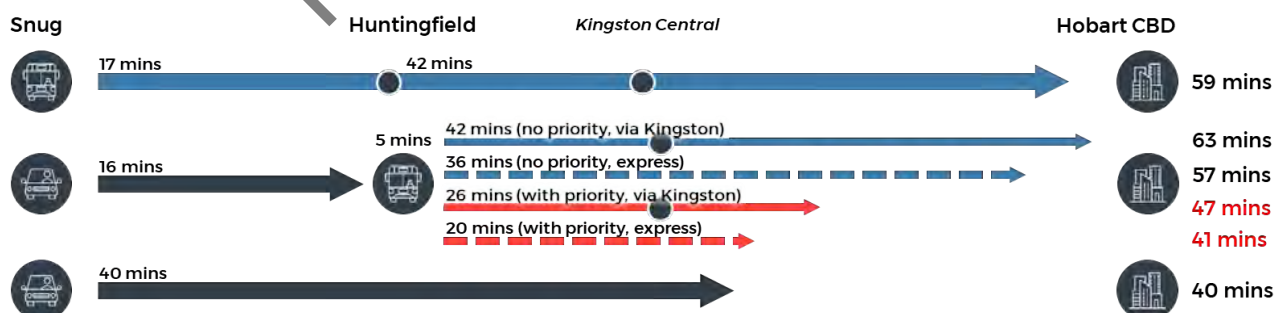 Snug Huntingfield Kingston Central Hobart CBD
17 mins 42 mins 59 mins
42 mins (no priority, via Kingston) 63 mins
5 mins
36 mins (no priority, express) 57 mins
16 mins
26 mins (with priority, via Kingston) 47 mins
20 mins (with priority, express) 41 mins
40 mins 40 mins